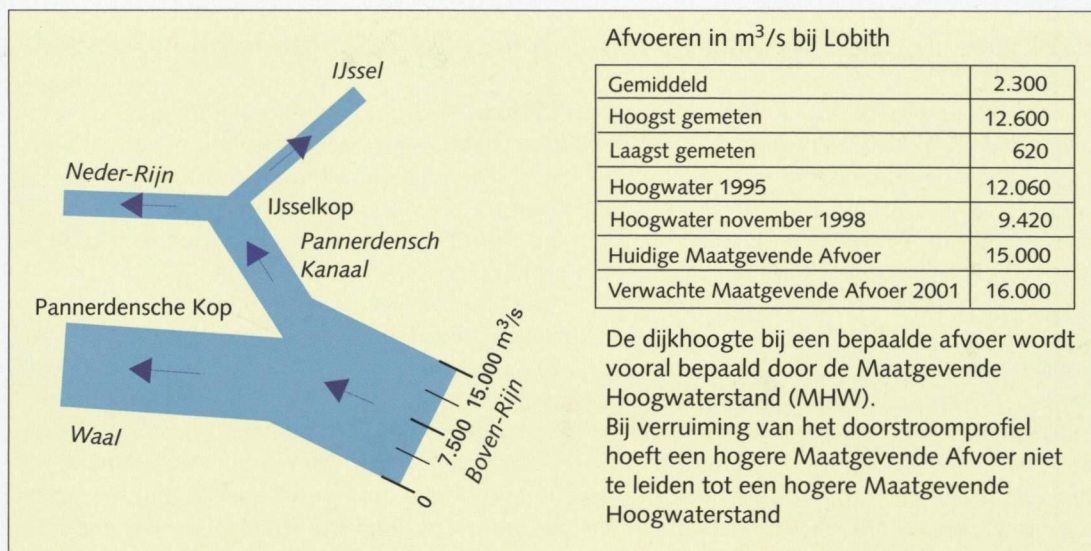 IJssel
Neder-Rijn
IJsselkop
Pannerdensch
Kanaal
Pannerdensche Kop
Waal
0
7.500
15.000 m³/s
Boven-Rijn
Afvoeren in m³/s bij Lobith
Gemiddeld 2.300
Hoogst gemeten 12.600
Laagst gemeten 620
Hoogwater 1995 12.060
Hoogwater november 1998 9.420
Huidige Maatgevende Afvoer 15.000
Verwachte Maatgevende Afvoer 2001 16.000
De dijkhoogte bij een bepaalde afvoer wordt
vooral bepaald door de Maatgevende
Hoogwaterstand (MHW).
Bij verruiming van het doorstroomprofiel
hoeft een hogere Maatgevende Afvoer niet
te leiden tot een hogere Maatgevende
Hoogwaterstand